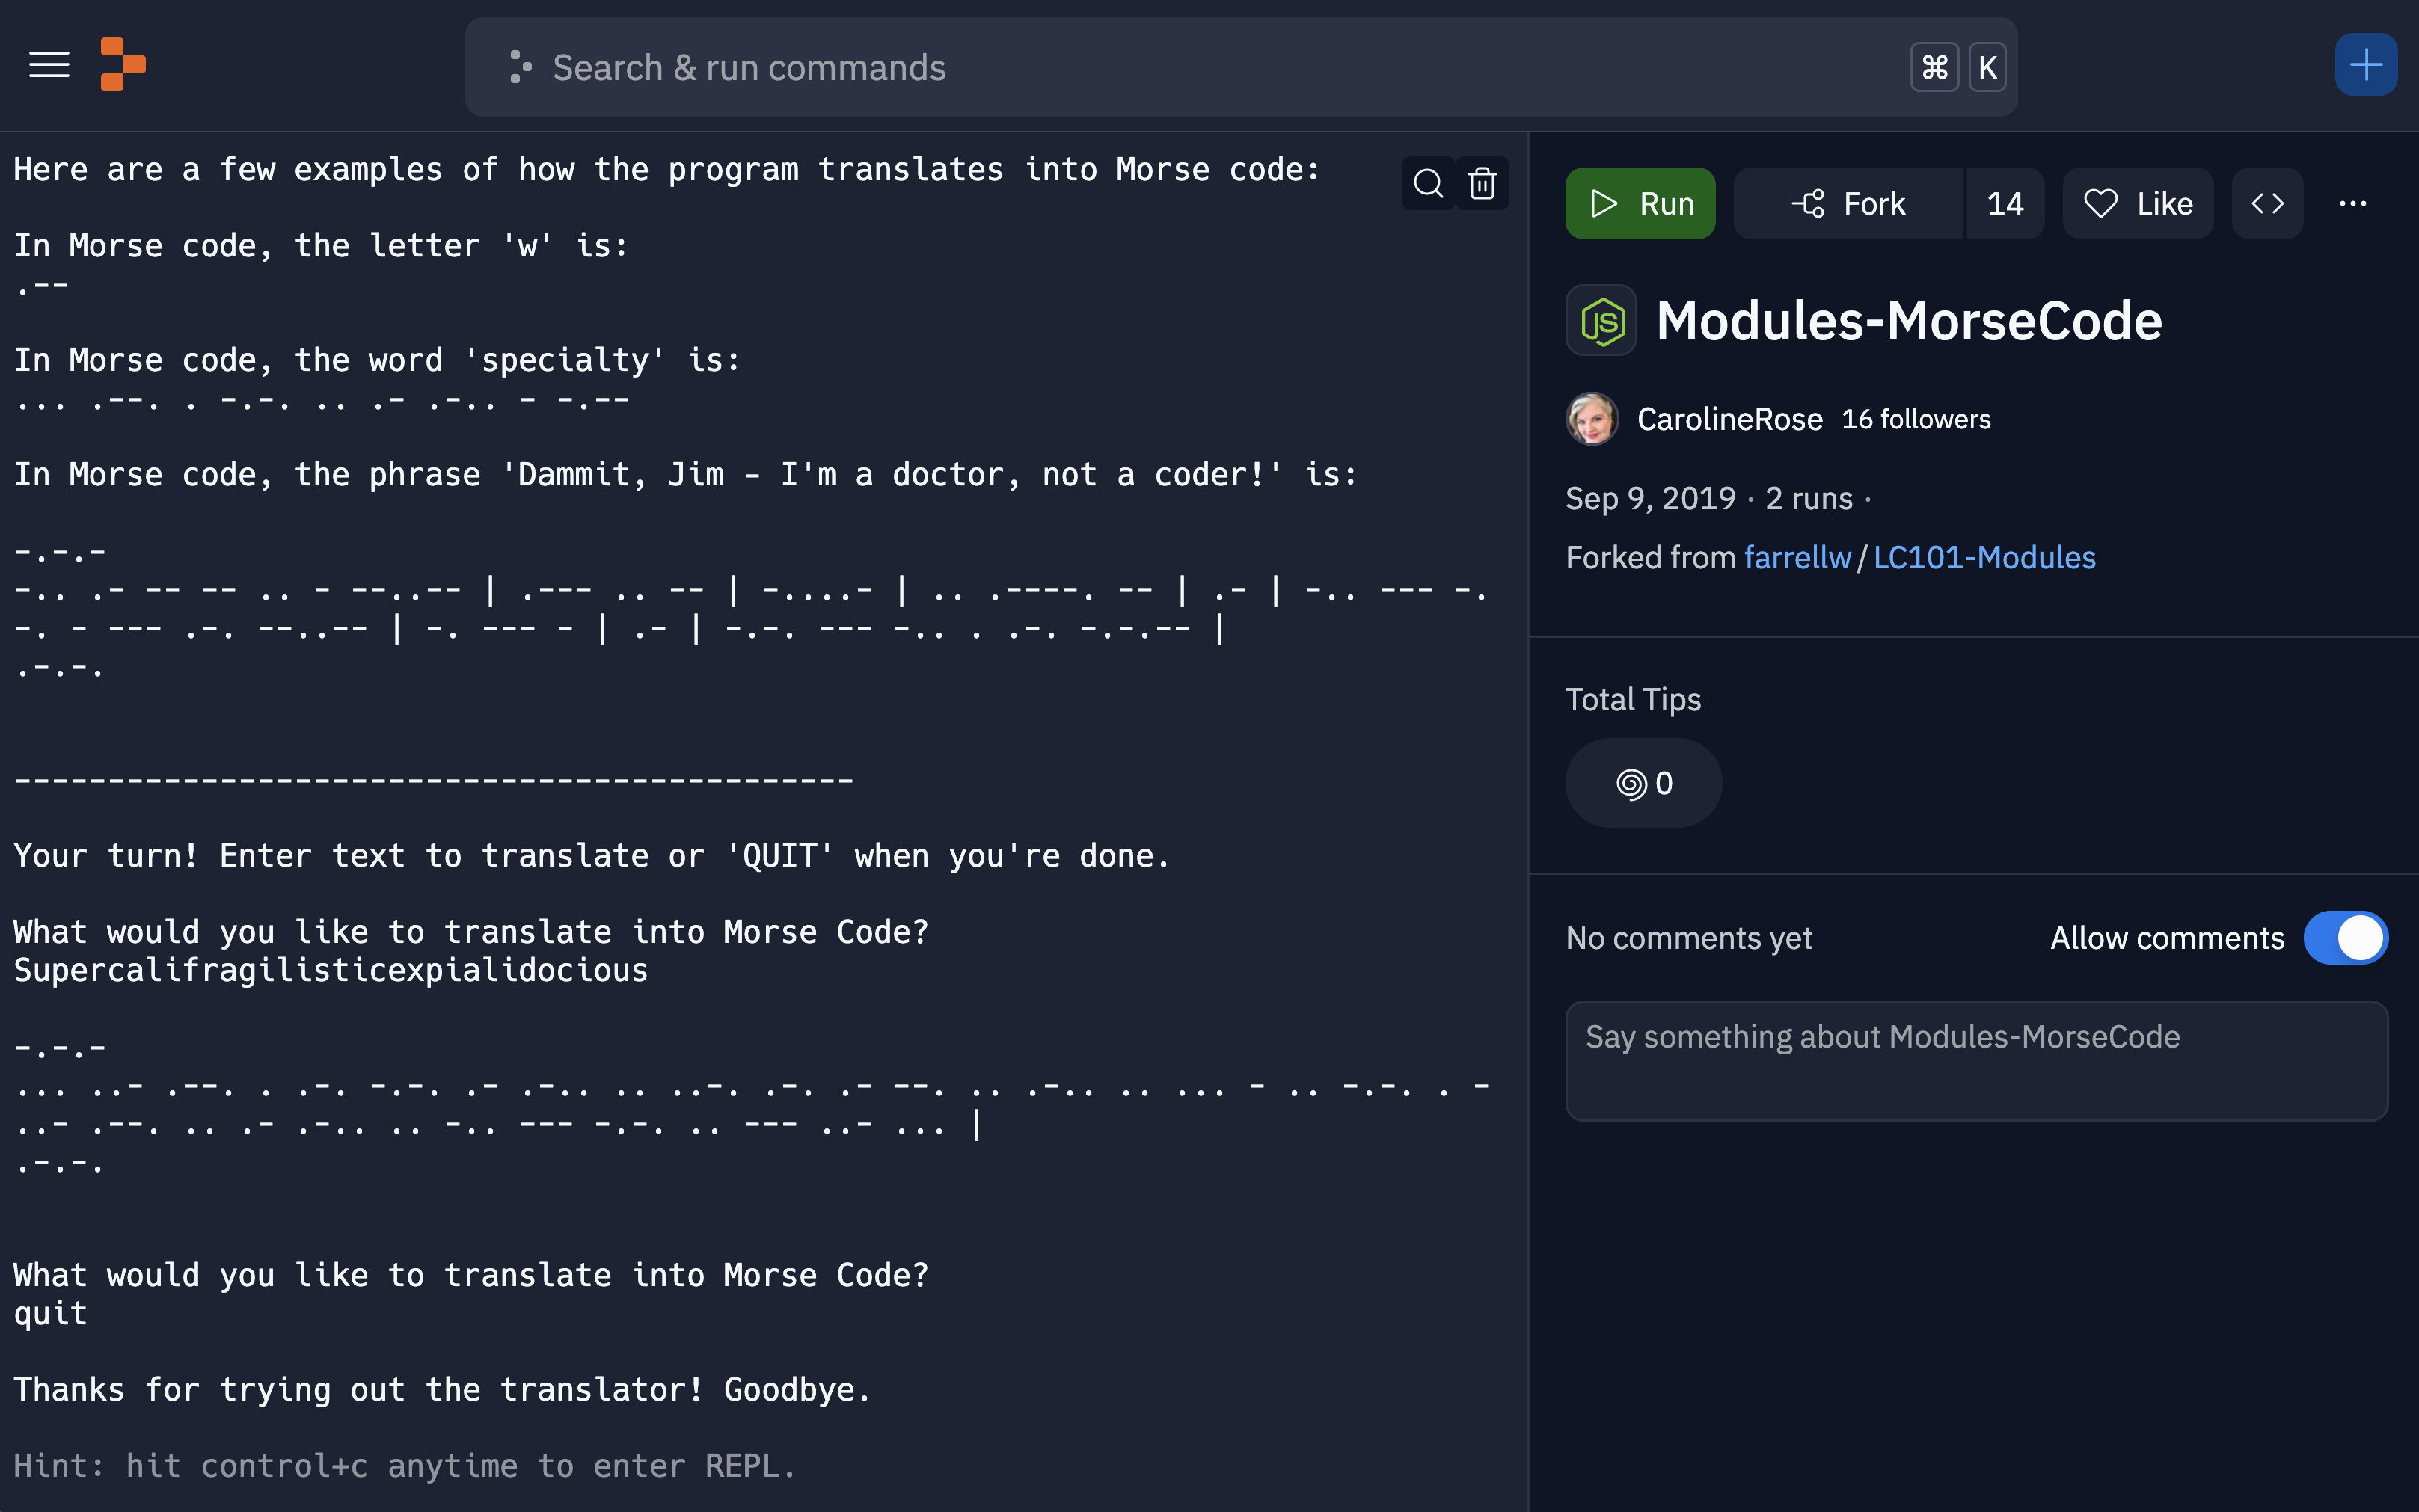 Search & run commands
⌘ K
Here are a few examples of how the program translates into Morse code:
In Morse code, the letter 'w' is:
.--
In Morse code, the word 'specialty' is:
... .--. . -.-. .. .- .-.. - -.--
In Morse code, the phrase 'Dammit, Jim - I'm a doctor, not a coder!' is:
-.-.-
-.. .- -- -- .. - --..-- | .--- .. -- | -....- | .. .----. -- | .- | -.. --- -.
-. - --- .-. --..-- | -. --- - | .- | -.-. --- -.. . .-. -.-.-- |
.-.-.
---------------------------------------------
Your turn! Enter text to translate or 'QUIT' when you're done.
What would you like to translate into Morse Code?
Supercalifragilisticexpialidocious
-.-.-
... ..- .--. . .-. -.-. .- .-.. .. ..-. .-. .- --. .. .-.. .. ... - .. -.-. . -
..- .--. .. .- .-.. .. -.. --- -.-. .. --- ..- ... |
.-.-.
What would you like to translate into Morse Code?
quit
Thanks for trying out the translator! Goodbye.
Hint: hit control+c anytime to enter REPL.
Run
Fork 14
Like
JS
Modules-MorseCode
CarolineRose 16 followers
Sep 9, 2019 · 2 runs ·
Forked from farrellw/LC101-Modules
Total Tips
0
No comments yet
Allow comments
Say something about Modules-MorseCode